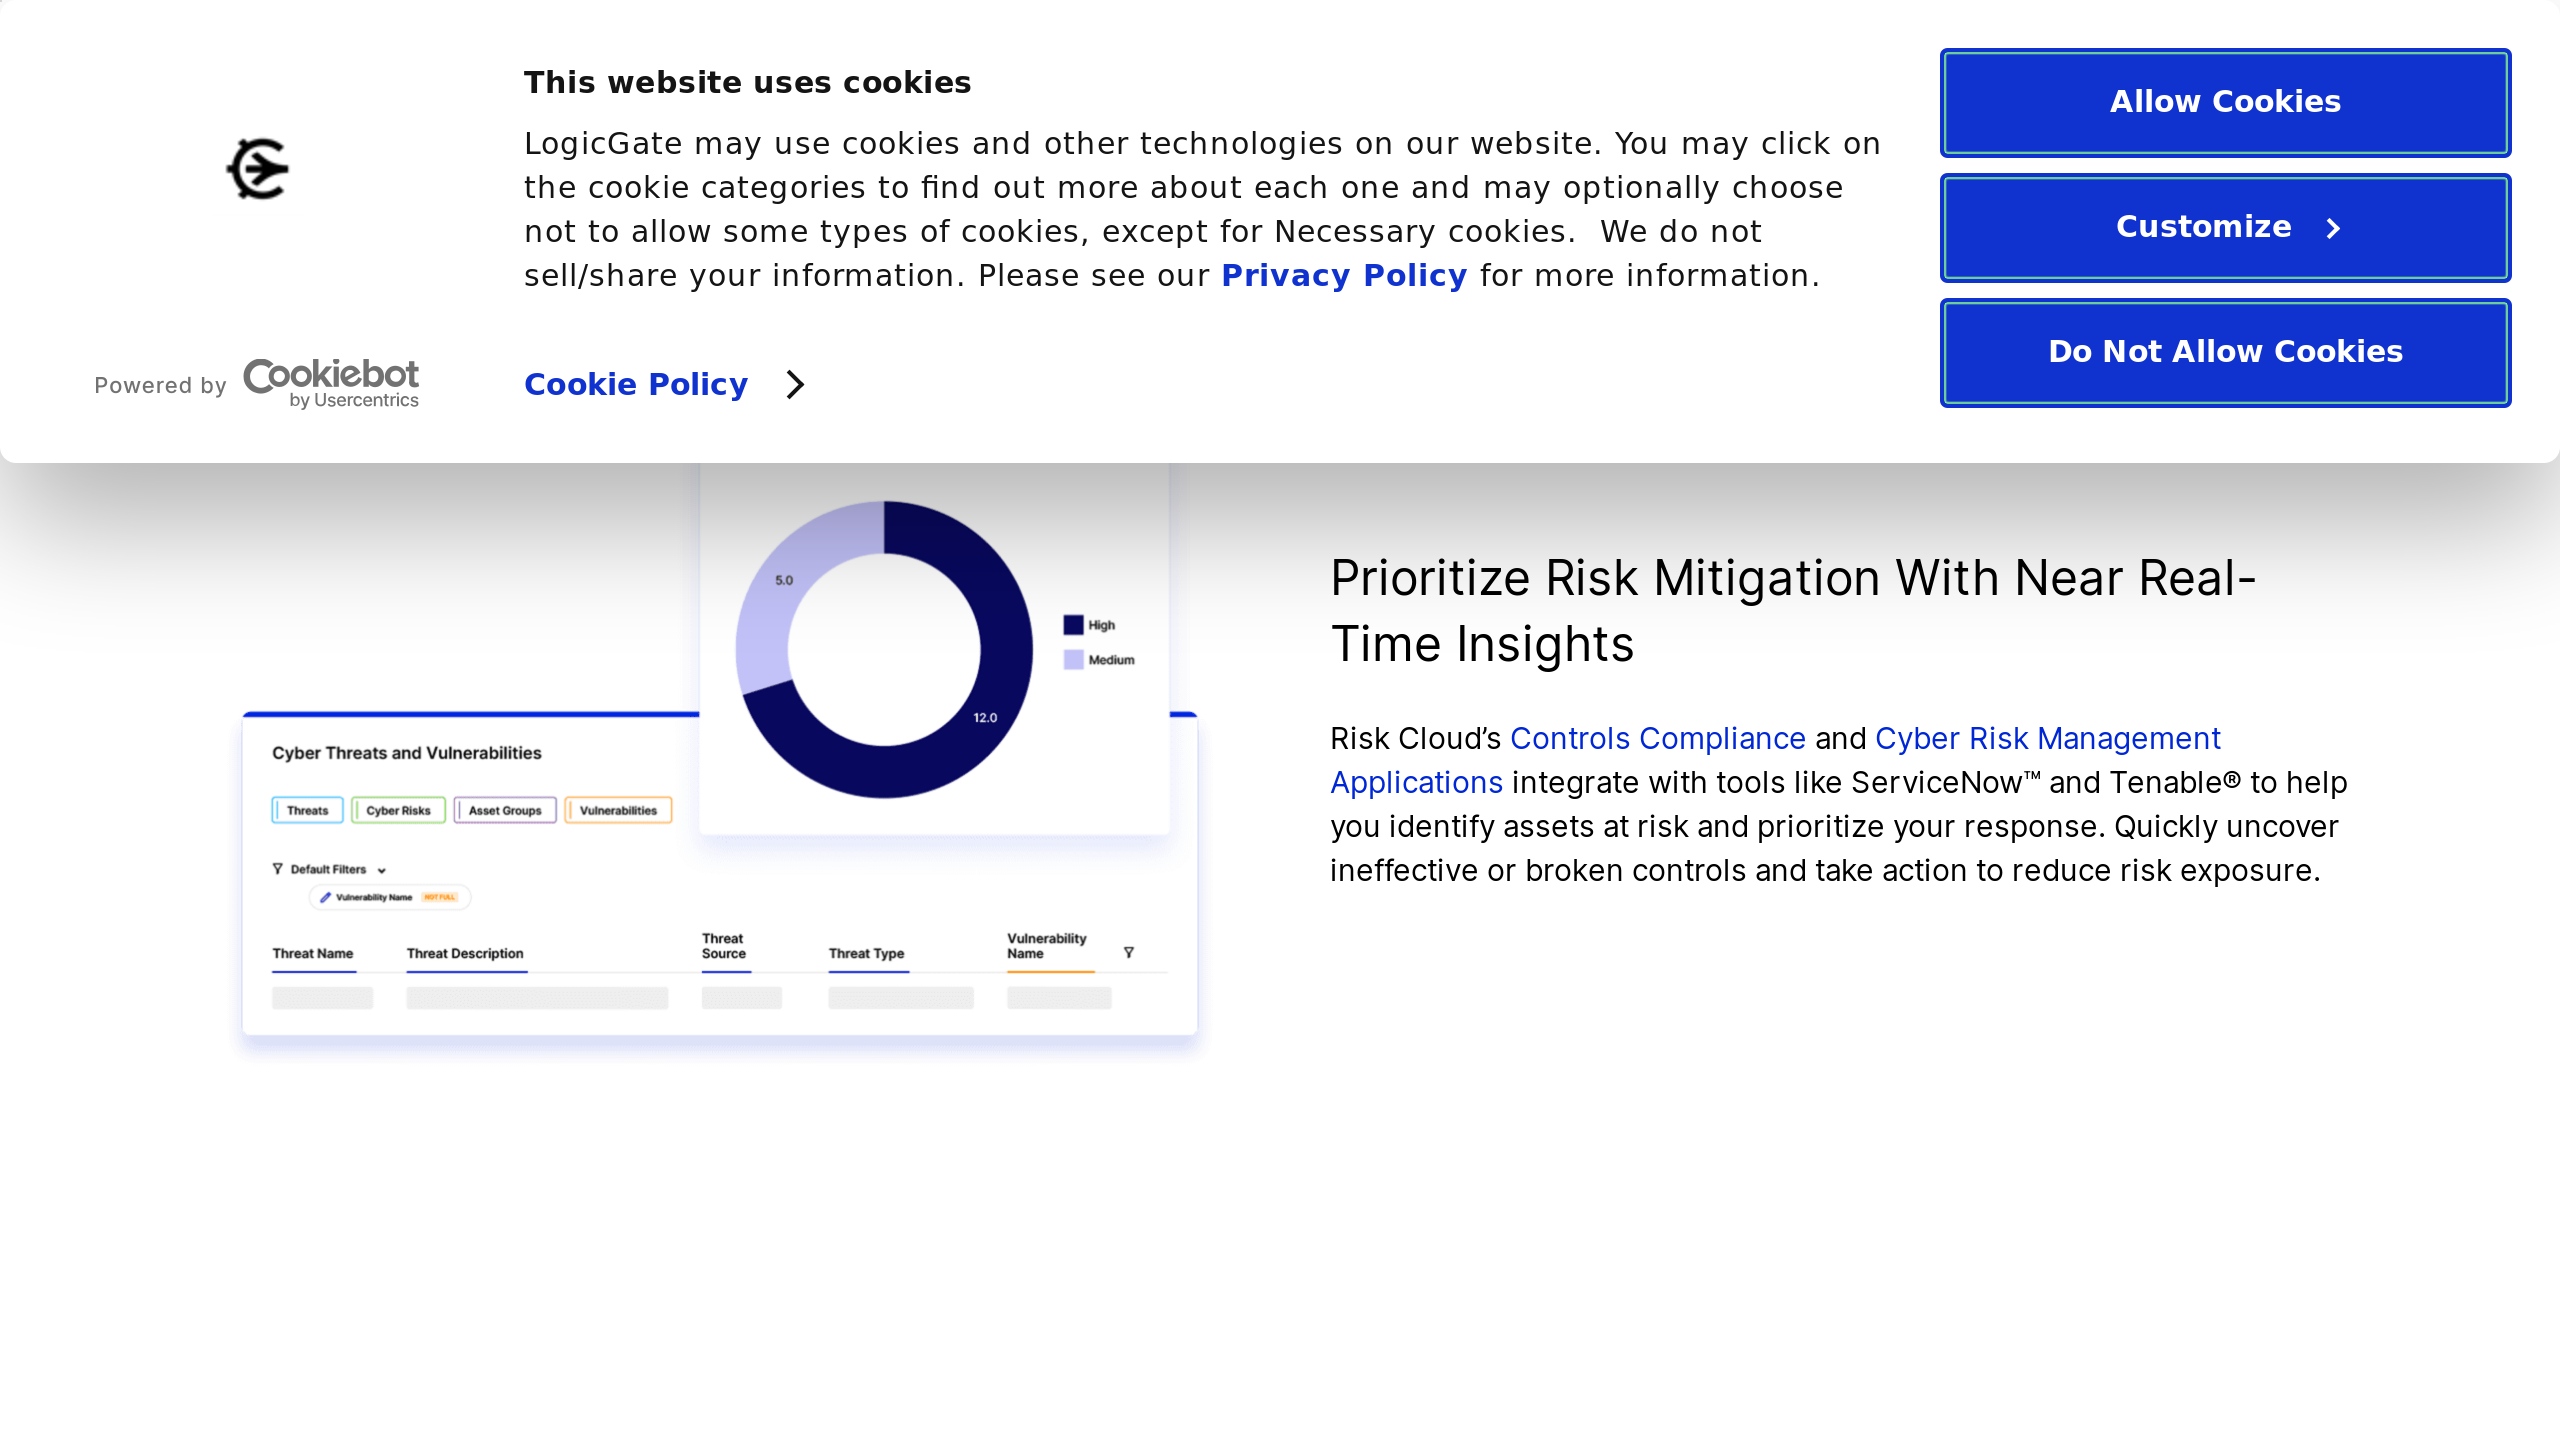 This website uses cookies
LogicGate may use cookies and other technologies on our website. You may click on
the cookie categories to find out more about each one and may optionally choose
not to allow some types of cookies, except for Necessary cookies.  We do not
sell/share your information. Please see our Privacy Policy for more information.
Powered by Cookiebot
by Usercentrics
Cookie Policy
Allow Cookies
Customize
Do Not Allow Cookies
5.0
12.0
High
Medium
Cyber Threats and Vulnerabilities
Threats Cyber Risks Asset Groups Vulnerabilities
Default Filters
Vulnerability Name NOT FULL
Threat Name Threat Description Threat Source Threat Type Vulnerability Name
Prioritize Risk Mitigation With Near Real-
Time Insights
Risk Cloud’s Controls Compliance and Cyber Risk Management
Applications integrate with tools like ServiceNow™ and Tenable® to help
you identify assets at risk and prioritize your response. Quickly uncover
ineffective or broken controls and take action to reduce risk exposure.